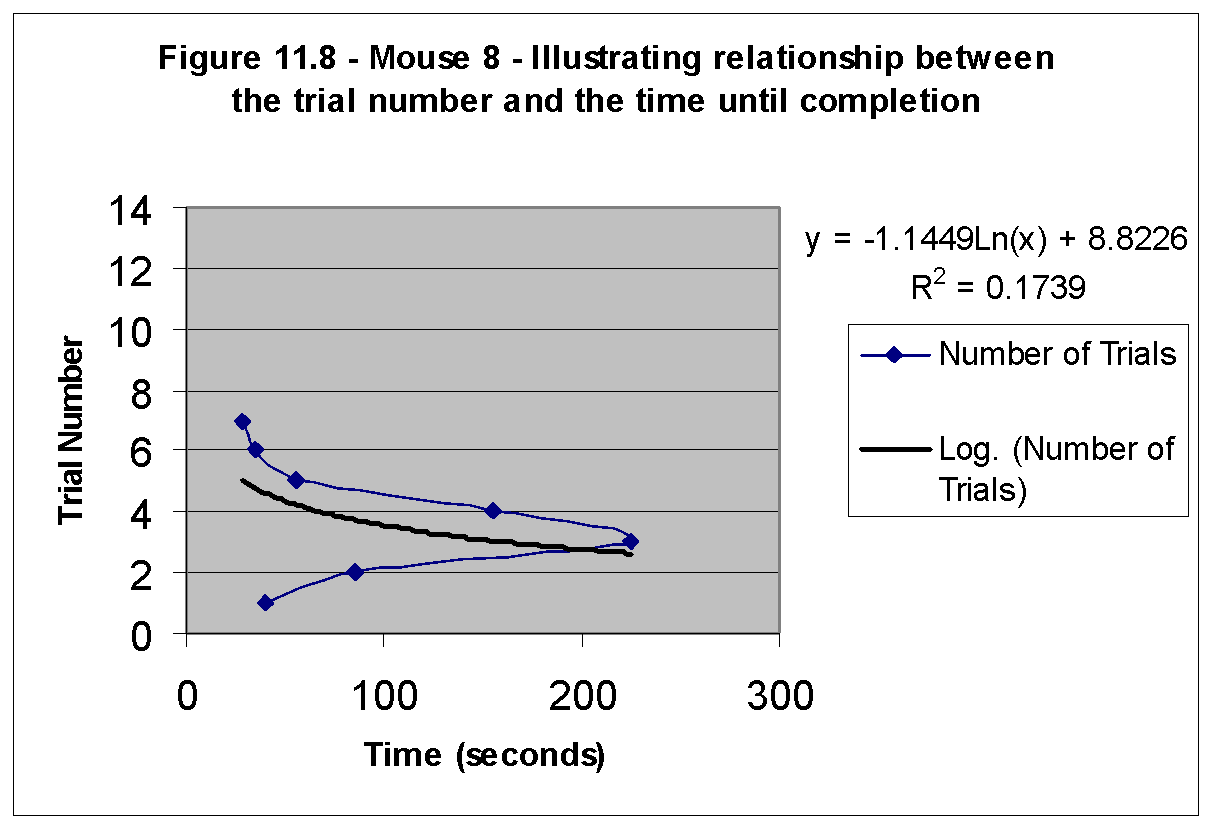 Figure 11.8 - Mouse 8 - Illustrating relationship between
the trial number and the time until completion
14
12
10
8
6
4
2
0
Trial Number
0 100 200 300
Time (seconds)
y = -1.1449Ln(x) + 8.8226
R² = 0.1739
Number of Trials
Log. (Number of
Trials)